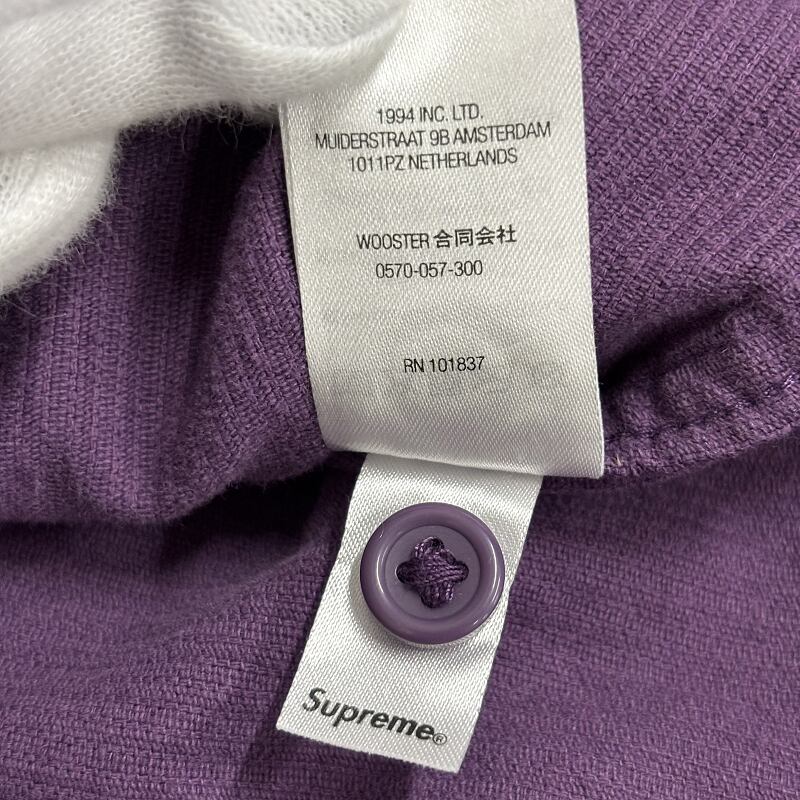 1994 INC. LTD.
MUIDERSTRAAT 9B AMSTERDAM
1011PZ NETHERLANDS
WOOSTER 合同会社
0570-057-300
RN 101837
Supreme®